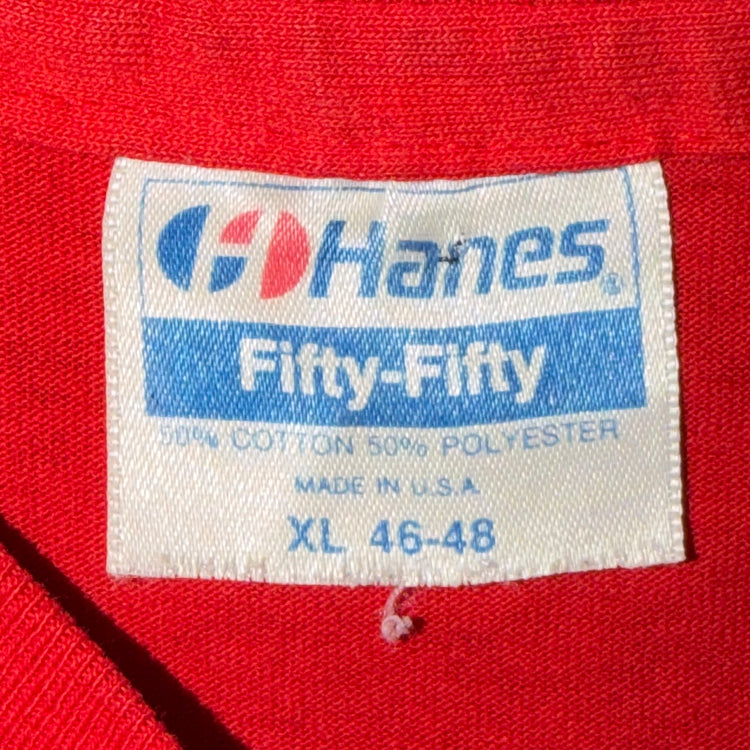 H Hanes®
Fifty-Fifty
50% COTTON 50% POLYESTER
MADE IN U.S.A.
XL 46-48